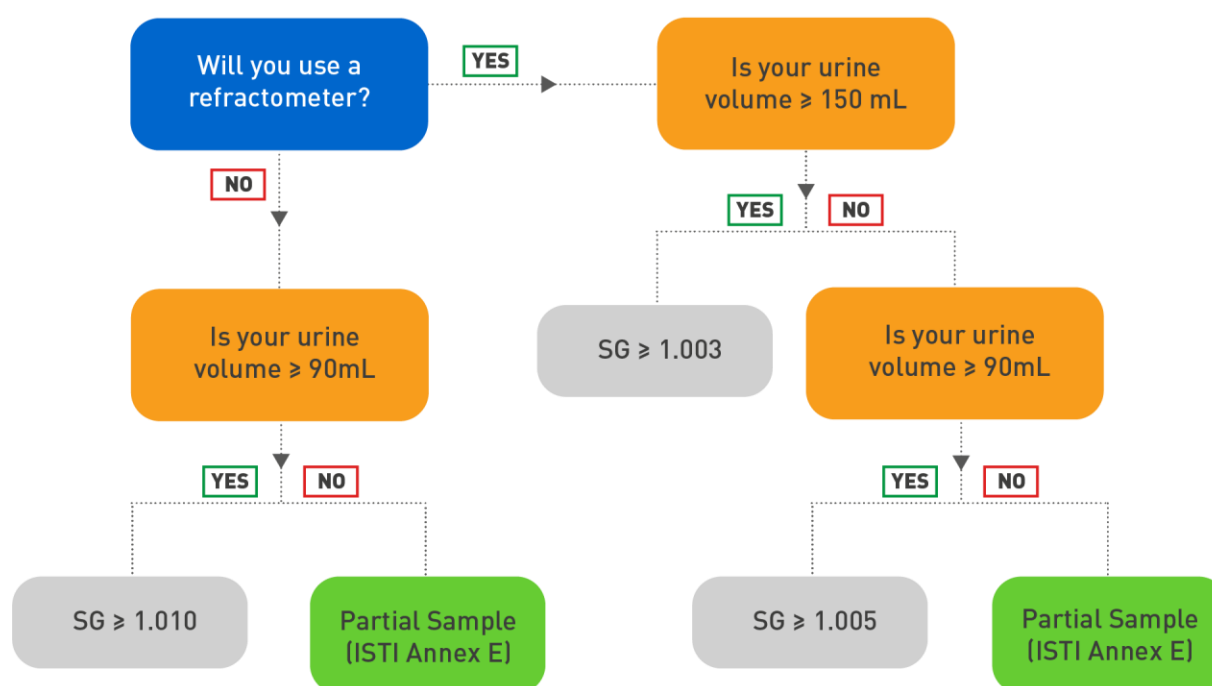 Will you use a
refractometer?
YES
Is your urine
volume ⩾ 150 mL
NO
YES
NO
Is your urine
volume ⩾ 90mL
SG ⩾ 1.003
Is your urine
volume ⩾ 90mL
YES
NO
YES
NO
SG ⩾ 1.010
Partial Sample
(ISTI Annex E)
SG ⩾ 1.005
Partial Sample
(ISTI Annex E)